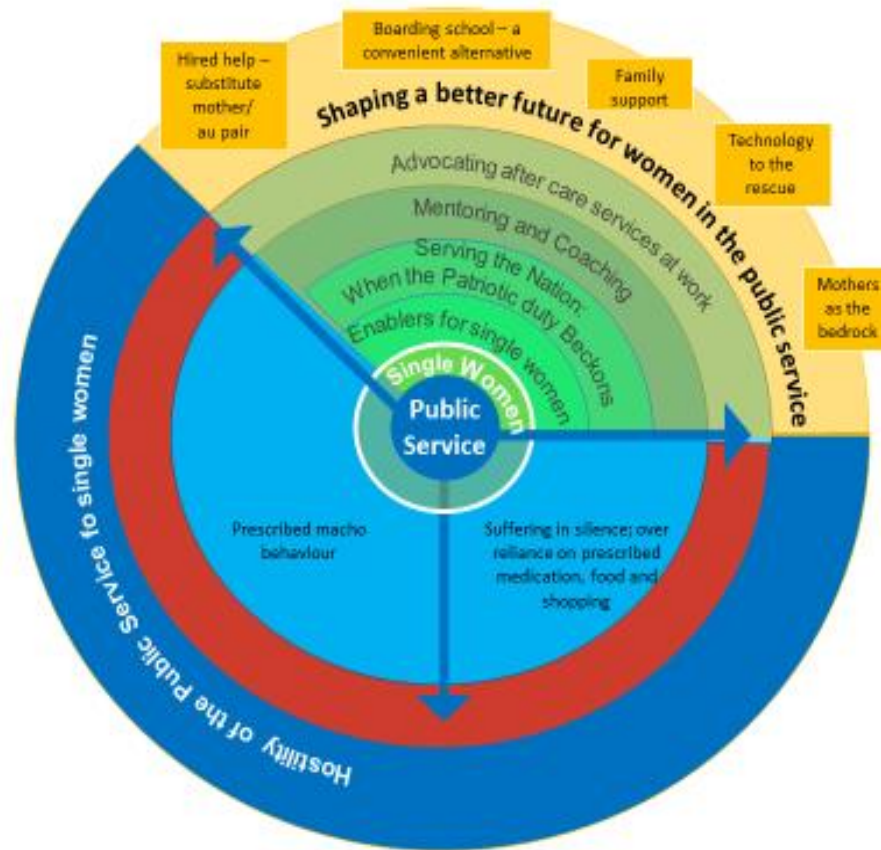 Boarding school – a
convenient alternative
Hired help –
substitute
mother/
au pair
Family
support
Technology
to the
rescue
Mothers
as the
bedrock
Shaping a better future for women in the public service
Advocating after care services at work
Mentoring and Coaching
Serving the Nation:
When the Patriotic duty Beckons
Enablers for single women
Single Women
Public
Service
Prescribed macho
behaviour
Suffering in silence; over
reliance on prescribed
medication, food and
shopping
Hostility of the Public Service fo single women